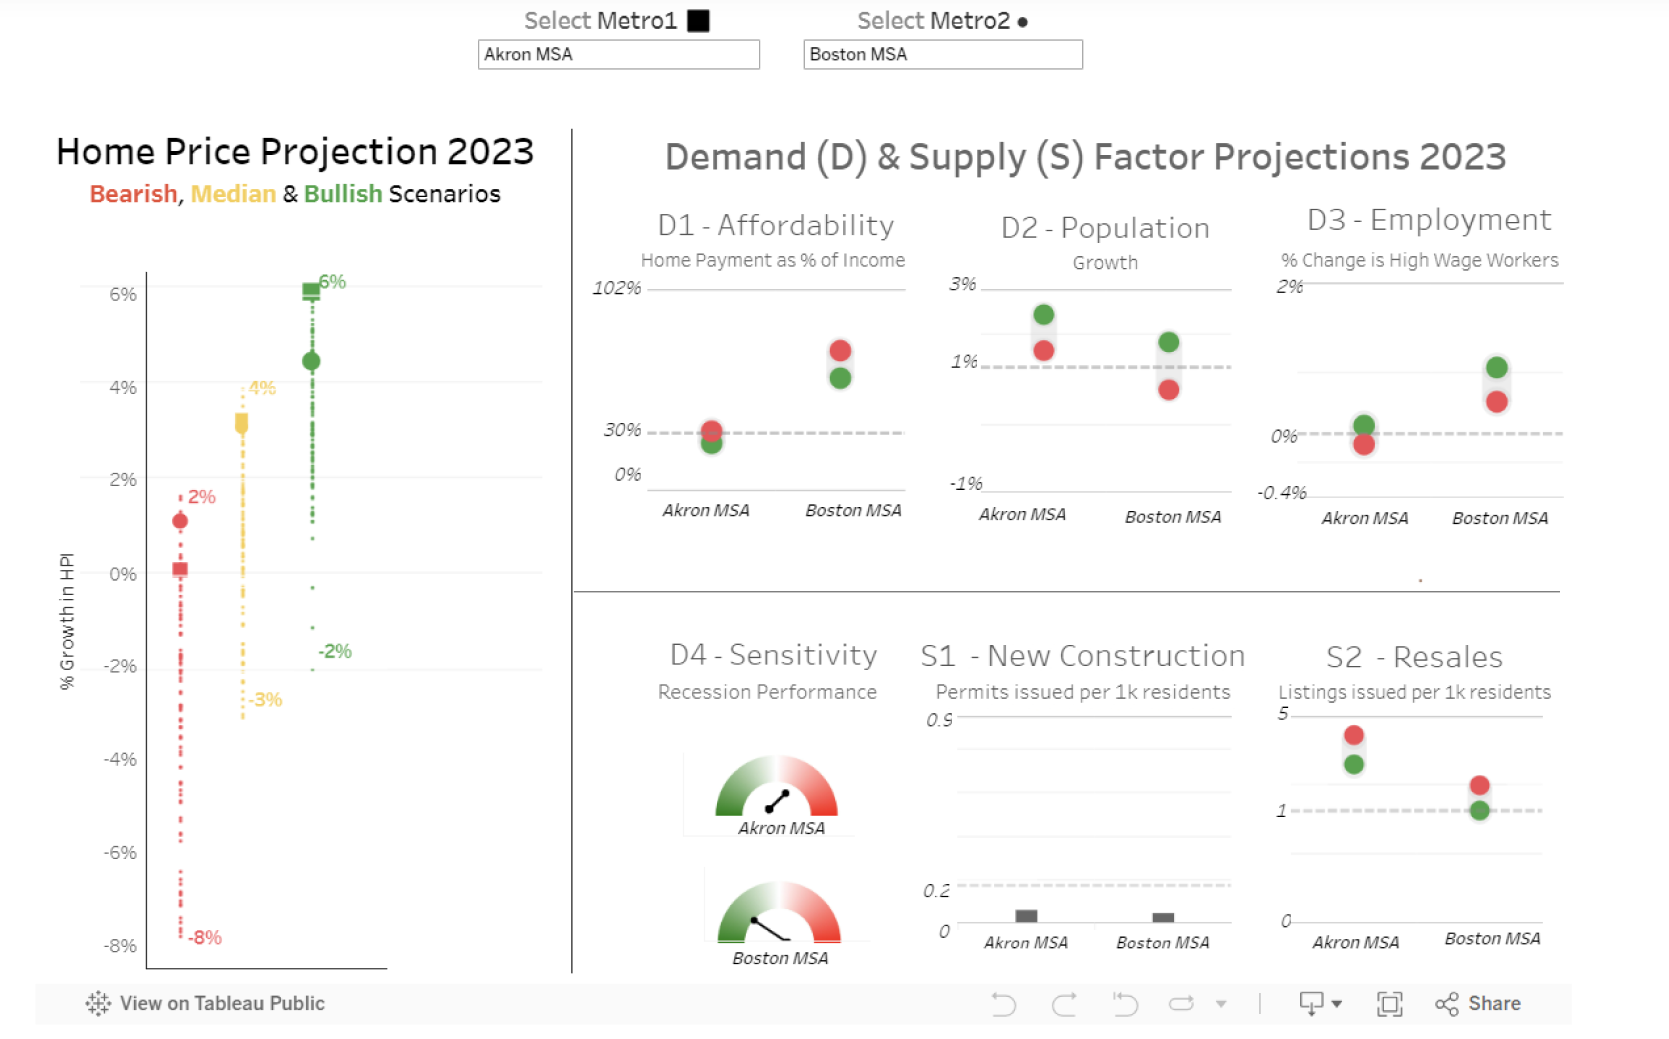 Select Metro1
Select Metro2
Akron MSA
Boston MSA
Home Price Projection 2023
Bearish, Median & Bullish Scenarios
% Growth in HPI
6%
4%
2%
0%
-2%
-4%
-6%
-8%
2%
-8%
4%
-3%
6%
-2%
Demand (D) & Supply (S) Factor Projections 2023
D1 - Affordability
Home Payment as % of Income
102%
30%
0%
Akron MSA
Boston MSA
D2 - Population
Growth
3%
1%
-1%
Akron MSA
Boston MSA
D3 - Employment
% Change is High Wage Workers
2%
0%
-0.4%
Akron MSA
Boston MSA
D4 - Sensitivity
Recession Performance
Akron MSA
Boston MSA
S1 - New Construction
Permits issued per 1k residents
0.9
0.2
0
Akron MSA
Boston MSA
S2 - Resales
Listings issued per 1k residents
5
1
0
Akron MSA
Boston MSA
View on Tableau Public
Share